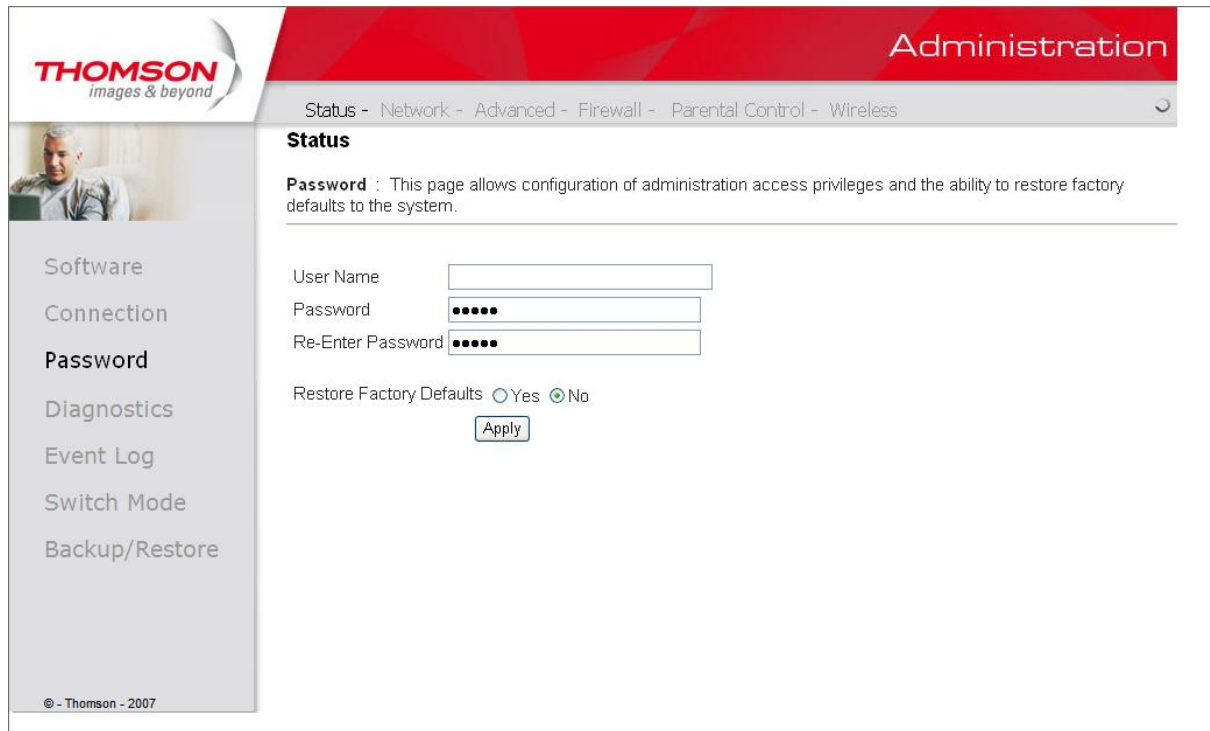 THOMSON
images & beyond
Administration
Status - Network - Advanced - Firewall - Parental Control - Wireless
Status
Password : This page allows configuration of administration access privileges and the ability to restore factory
defaults to the system.
Software
Connection
Password
Diagnostics
Event Log
Switch Mode
Backup/Restore
User Name
Password •••••
Re-Enter Password •••••
Restore Factory Defaults Yes No
Apply
© - Thomson - 2007